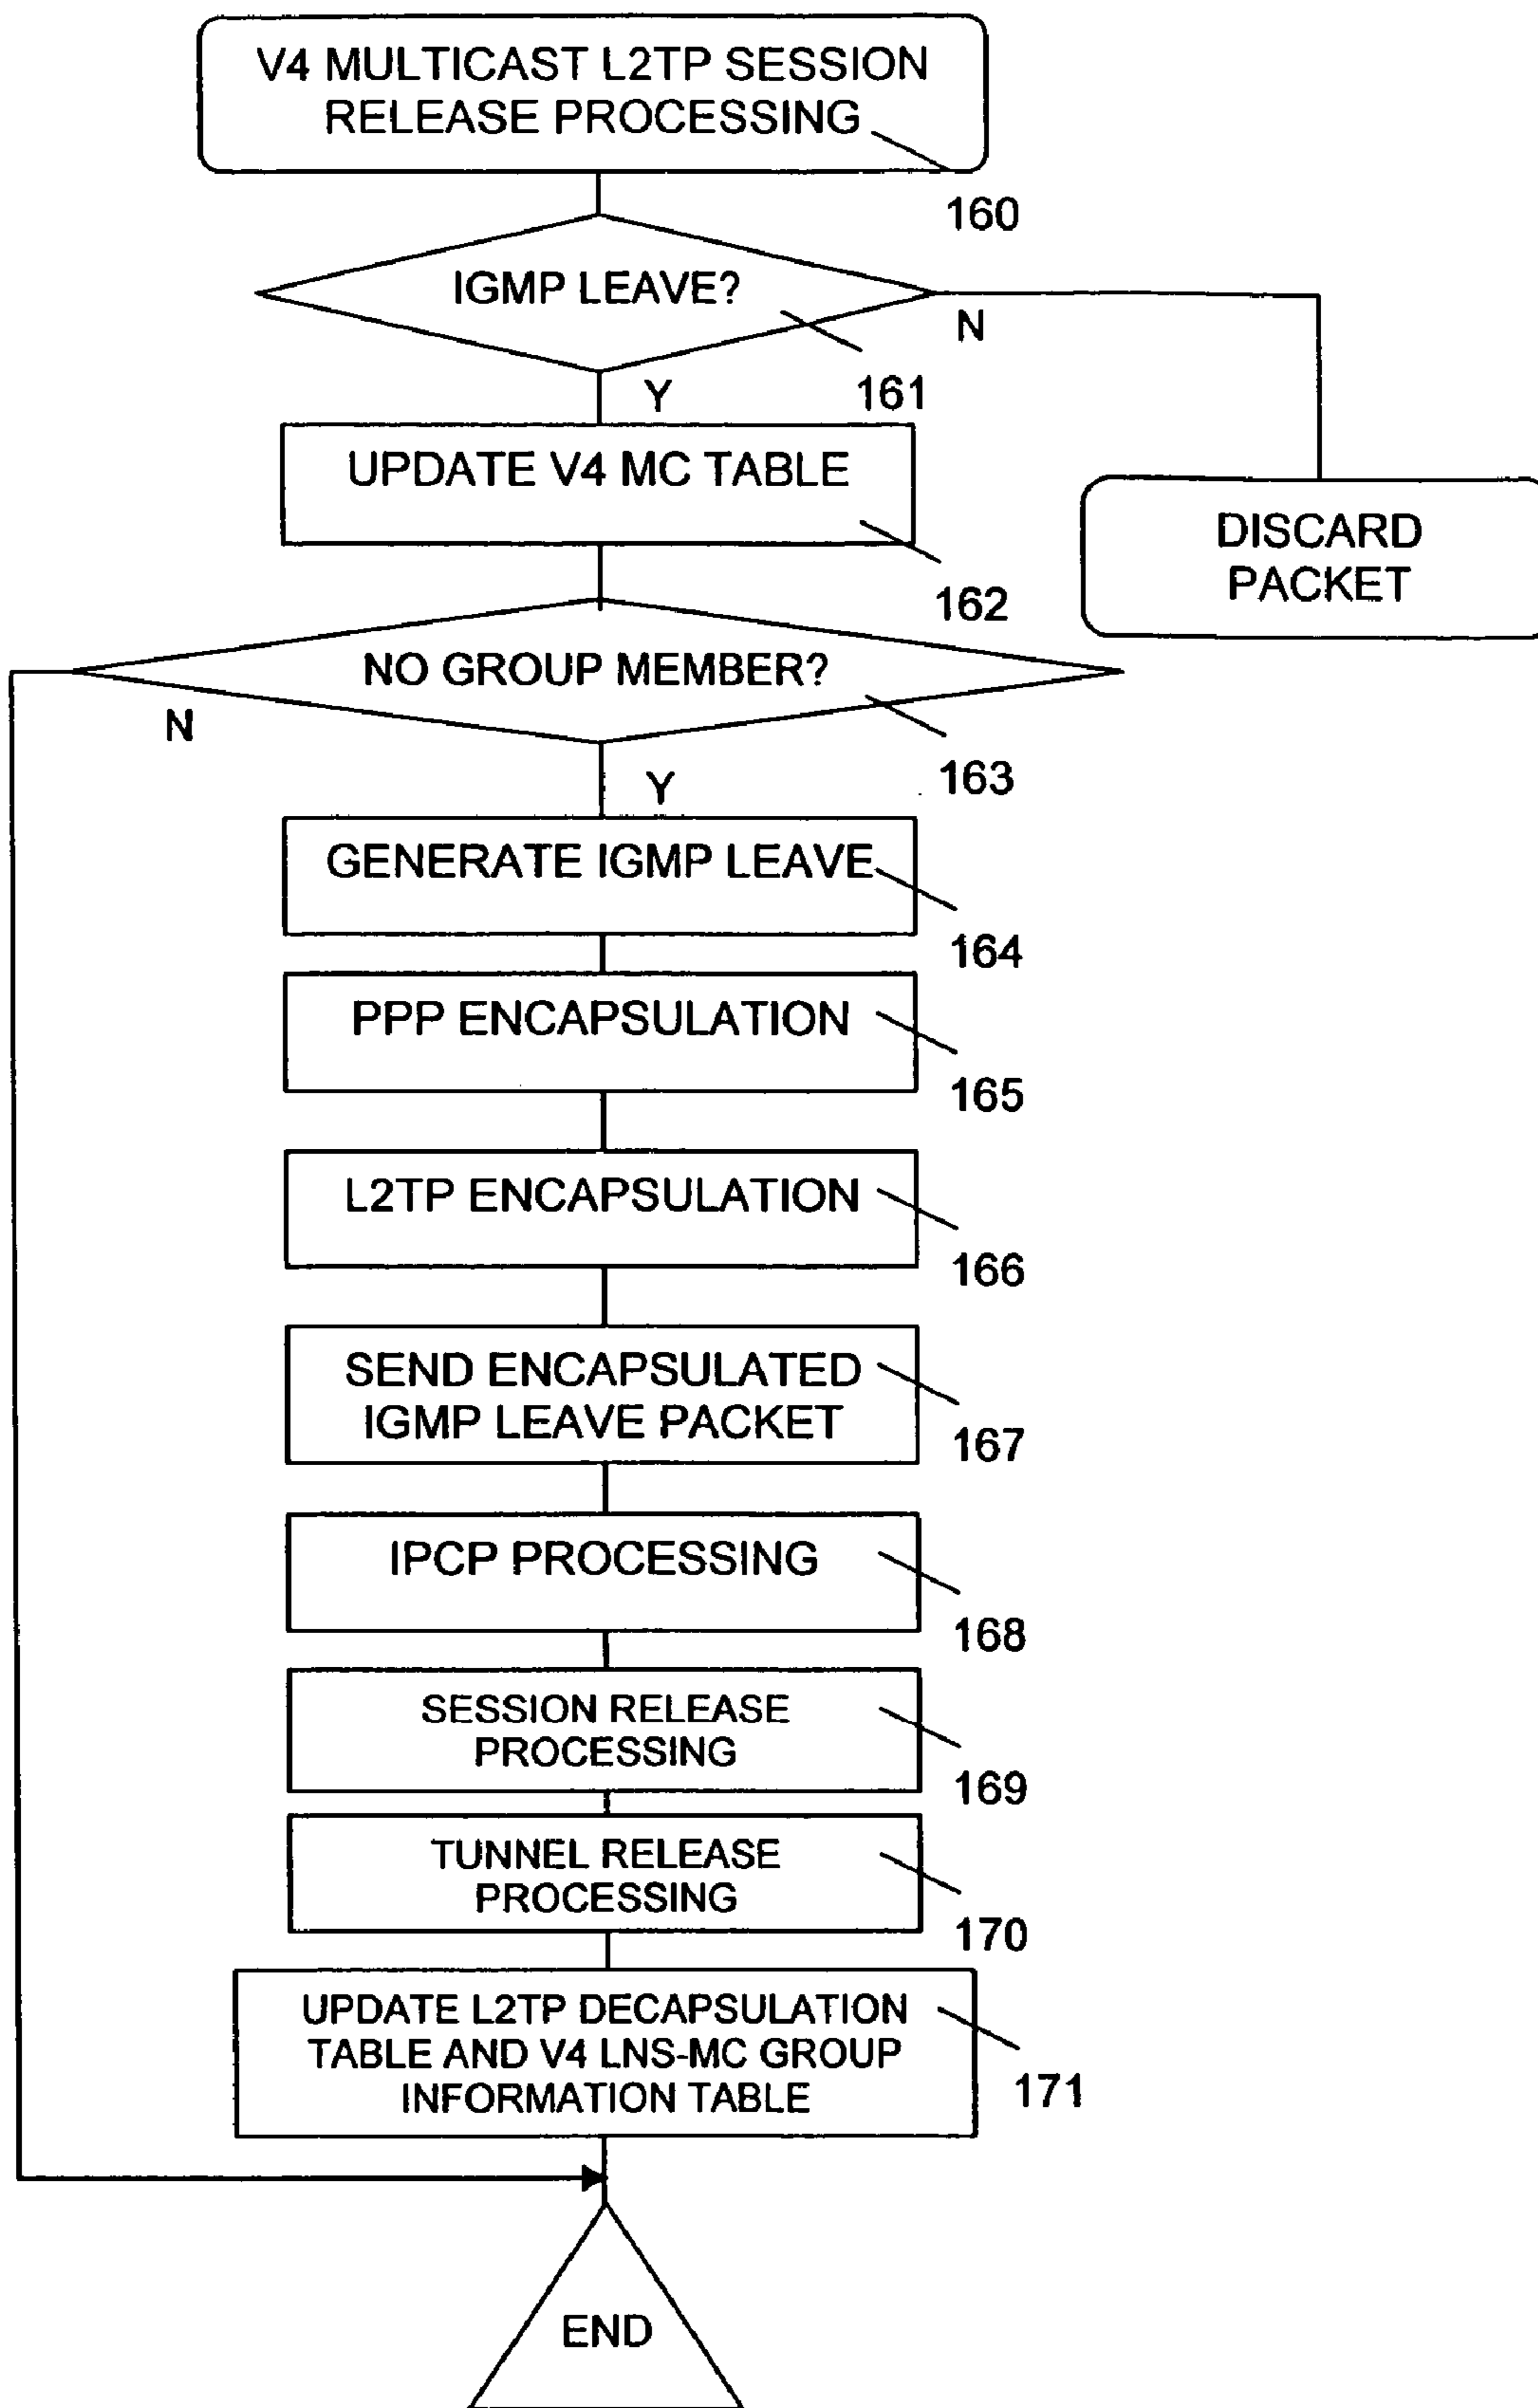 V4 MULTICAST L2TP SESSION
RELEASE PROCESSING
160
IGMP LEAVE?
N
161
Y
UPDATE V4 MC TABLE
162
DISCARD
PACKET
NO GROUP MEMBER?
N
163
Y
GENERATE IGMP LEAVE
164
PPP ENCAPSULATION
165
L2TP ENCAPSULATION
166
SEND ENCAPSULATED
IGMP LEAVE PACKET
167
IPCP PROCESSING
168
SESSION RELEASE
PROCESSING
169
TUNNEL RELEASE
PROCESSING
170
UPDATE L2TP DECAPSULATION
TABLE AND V4 LNS-MC GROUP
INFORMATION TABLE
171
END